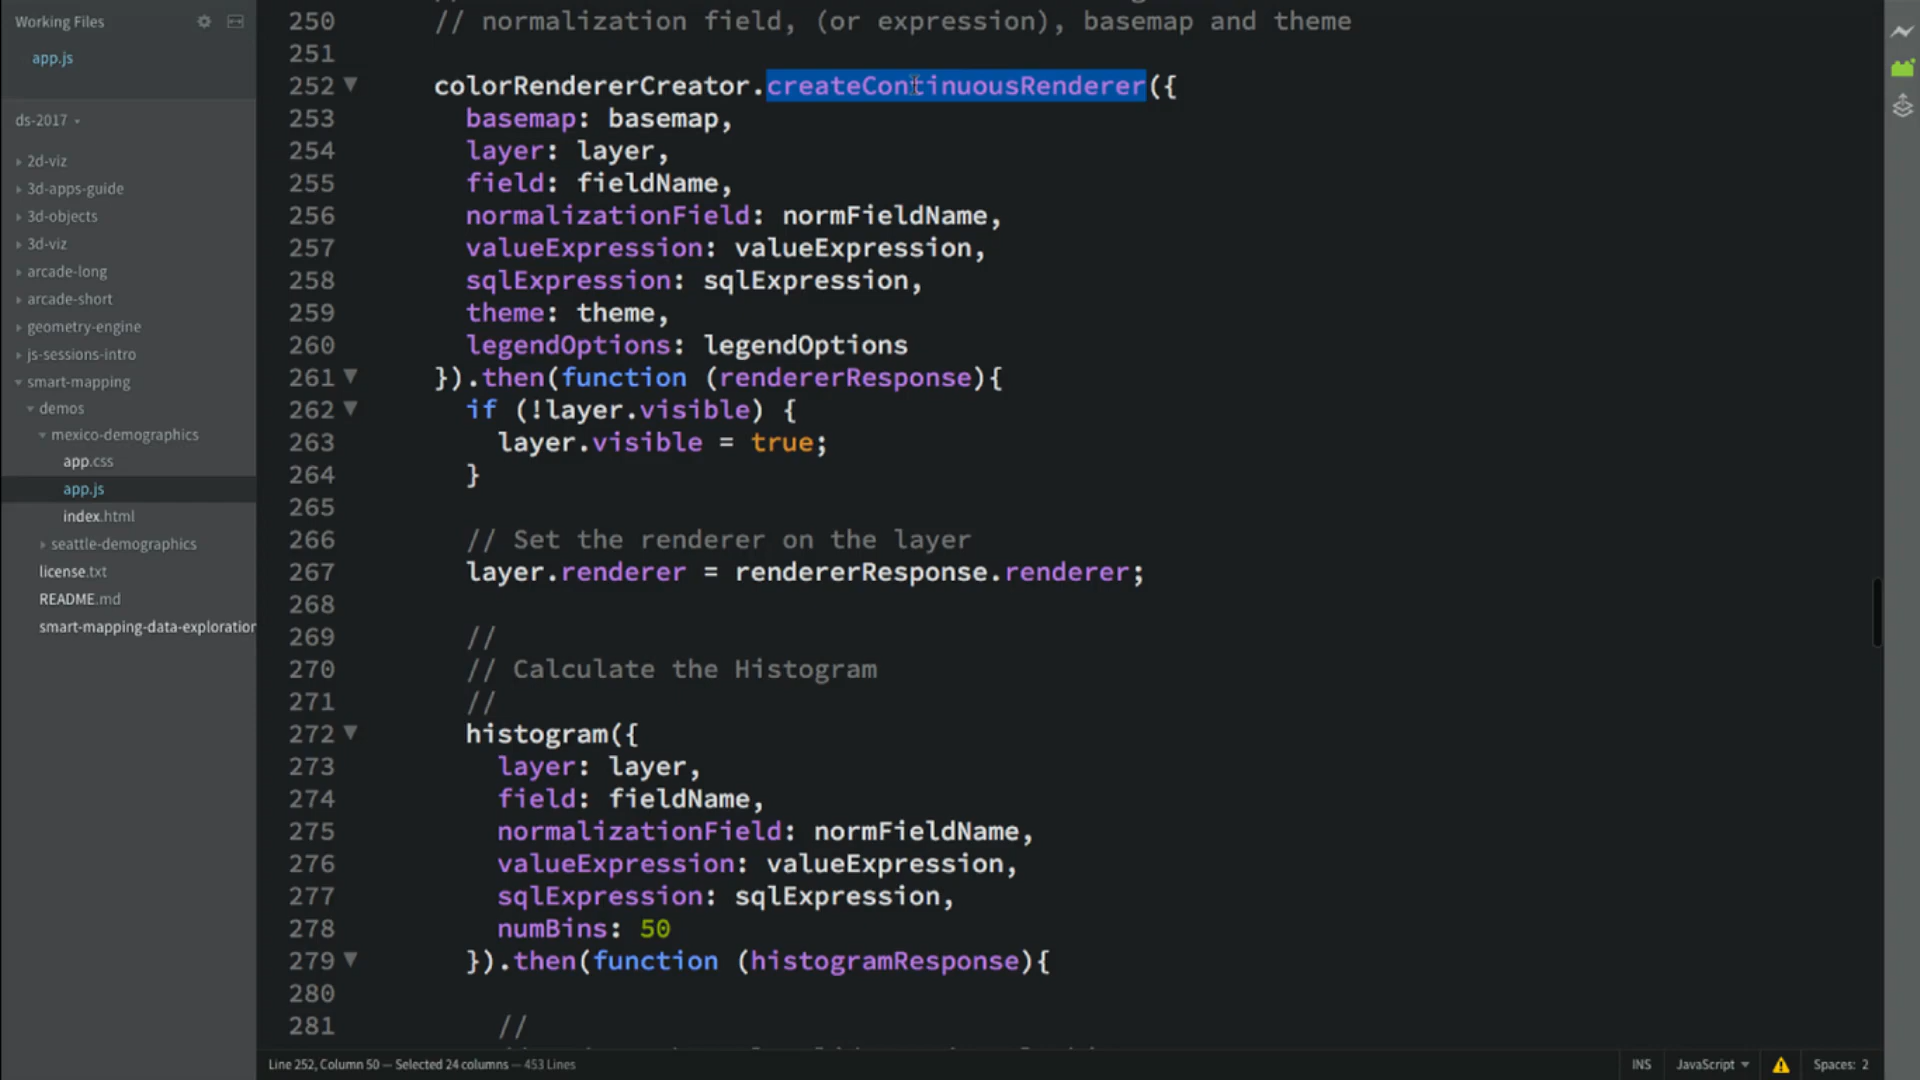 Working Files
app.js
ds-2017
2d-viz
3d-apps-guide
3d-objects
3d-viz
arcade-long
arcade-short
geometry-engine
js-sessions-intro
smart-mapping
demos
mexico-demographics
app.css
app.js
index.html
seattle-demographics
license.txt
README.md
smart-mapping-data-exploration
250 // normalization field, (or expression), basemap and theme
251
252 colorRendererCreator.createContinuousRenderer({
253 basemap: basemap,
254 layer: layer,
255 field: fieldName,
256 normalizationField: normFieldName,
257 valueExpression: valueExpression,
258 sqlExpression: sqlExpression,
259 theme: theme,
260 legendOptions: legendOptions
261 }).then(function (rendererResponse){
262 if (!layer.visible) {
263 layer.visible = true;
264 }
265
266 // Set the renderer on the layer
267 layer.renderer = rendererResponse.renderer;
268
269 //
270 // Calculate the Histogram
271 //
272 histogram({
273 layer: layer,
274 field: fieldName,
275 normalizationField: normFieldName,
276 valueExpression: valueExpression,
277 sqlExpression: sqlExpression,
278 numBins: 50
279 }).then(function (histogramResponse){
280
281 //
Line 252, Column 50 — Selected 24 columns — 453 Lines
INS JavaScript Spaces: 2